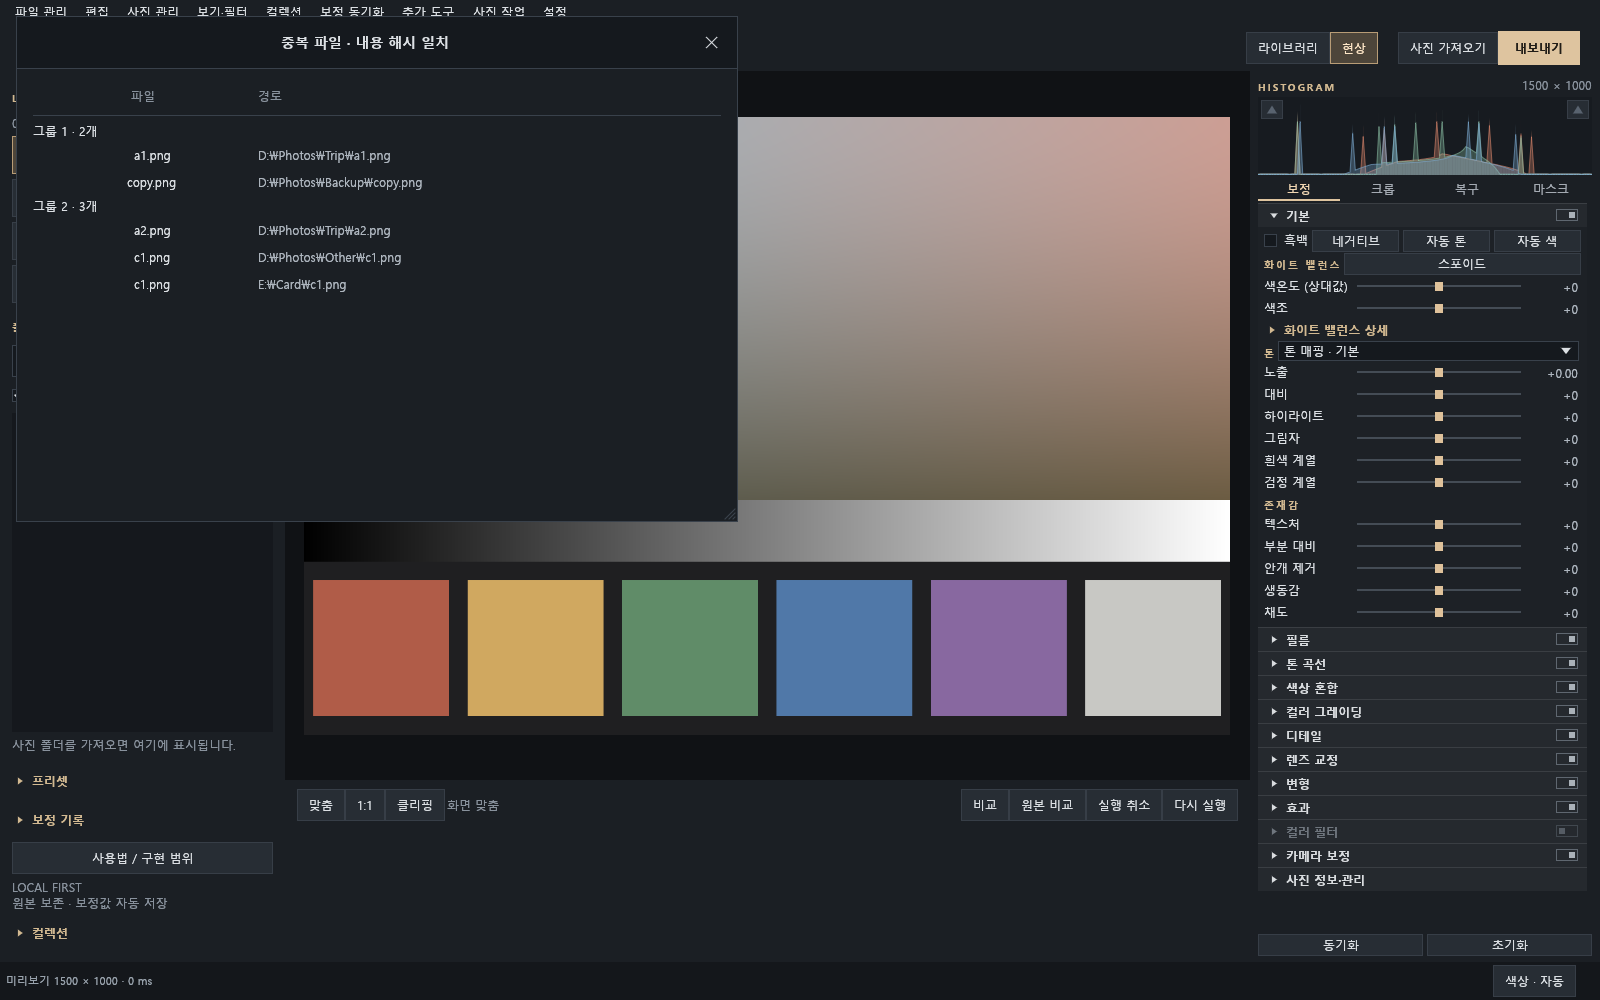 파일 관리 편집 사진 관리 보기·필터 컬렉션 보정 동기화 추가 도구 사진 작업 설정
중복 파일 · 내용 해시 일치
파일 경로
그룹 1 · 2개
a1.png D:₩Photos₩Trip₩a1.png
copy.png D:₩Photos₩Backup₩copy.png
그룹 2 · 3개
a2.png D:₩Photos₩Trip₩a2.png
c1.png D:₩Photos₩Other₩c1.png
c1.png E:₩Card₩c1.png
라이브러리 현상 사진 가져오기 내보내기
HISTOGRAM 1500 × 1000
보정 크롭 복구 마스크
기본
흑백 네거티브 자동 톤 자동 색
화이트 밸런스 스포이드
색온도 (상대값) +0
색조 +0
화이트 밸런스 상세
톤 톤 매핑 · 기본
노출 +0.00
대비 +0
하이라이트 +0
그림자 +0
흰색 계열 +0
검정 계열 +0
존재감
텍스처 +0
부분 대비 +0
안개 제거 +0
생동감 +0
채도 +0
필름
톤 곡선
색상 혼합
컬러 그레이딩
디테일
렌즈 교정
변형
효과
컬러 필터
카메라 보정
사진 정보·관리
동기화 초기화
사진 폴더를 가져오면 여기에 표시됩니다.
프리셋
보정 기록
사용법 / 구현 범위
LOCAL FIRST
원본 보존 · 보정값 자동 저장
컬렉션
맞춤 1:1 클리핑 화면 맞춤
비교 원본 비교 실행 취소 다시 실행
미리보기 1500 × 1000 · 0 ms
색상 · 자동